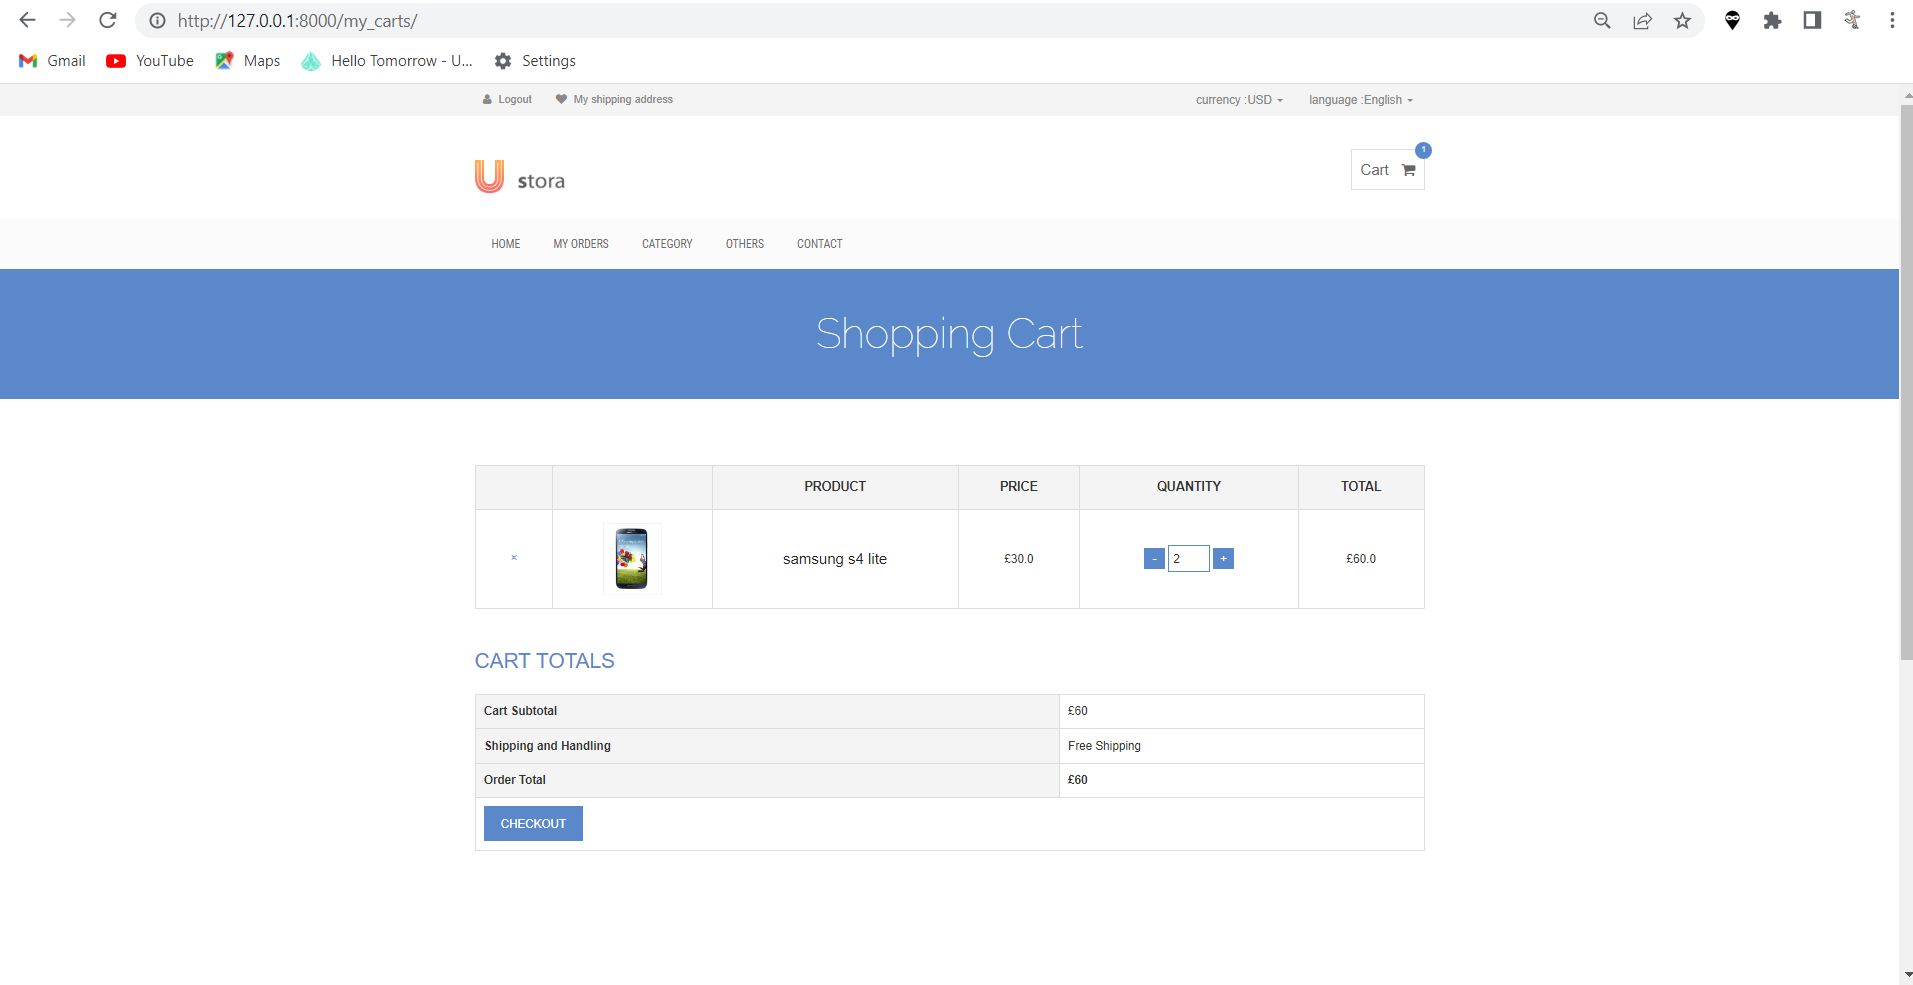 http://127.0.0.1:8000/my_carts/
Gmail YouTube Maps Hello Tomorrow - U... Settings
Logout My shipping address currency :USD language :English
1
U stora Cart
HOME MY ORDERS CATEGORY OTHERS CONTACT
Shopping Cart
PRODUCT PRICE QUANTITY TOTAL
× samsung s4 lite £30.0 - 2 + £60.0
CART TOTALS
Cart Subtotal £60
Shipping and Handling Free Shipping
Order Total £60
CHECKOUT